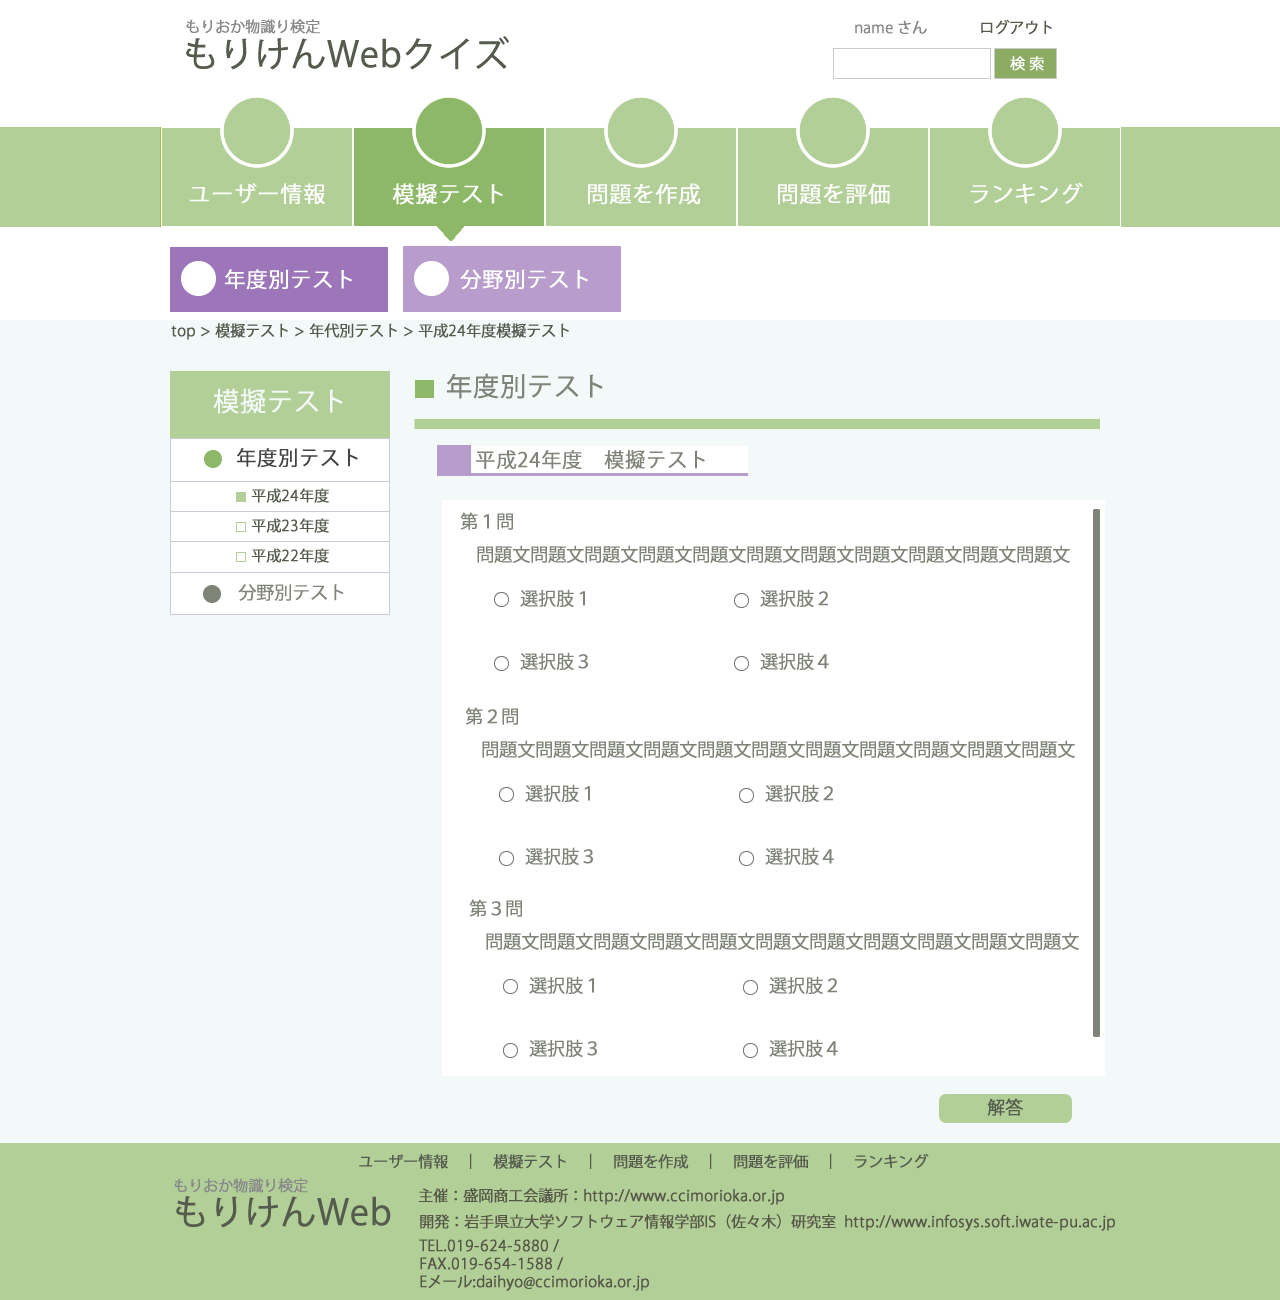 もりおか物識り検定
もりけんWebクイズ
name さん ログアウト
検 索
ユーザー情報 模擬テスト 問題を作成 問題を評価 ランキング
年度別テスト 分野別テスト
top > 模擬テスト > 年代別テスト > 平成24年度模擬テスト
模擬テスト
年度別テスト
平成24年度
平成23年度
平成22年度
分野別テスト
年度別テスト
平成24年度　模擬テスト
第１問
問題文問題文問題文問題文問題文問題文問題文問題文問題文問題文問題文
選択肢１ 選択肢２
選択肢３ 選択肢４
第２問
問題文問題文問題文問題文問題文問題文問題文問題文問題文問題文問題文
選択肢１ 選択肢２
選択肢３ 選択肢４
第３問
問題文問題文問題文問題文問題文問題文問題文問題文問題文問題文問題文
選択肢１ 選択肢２
選択肢３ 選択肢４
解答
ユーザー情報 | 模擬テスト | 問題を作成 | 問題を評価 | ランキング
もりおか物識り検定
もりけんWeb
主催：盛岡商工会議所：http://www.ccimorioka.or.jp
開発：岩手県立大学ソフトウェア情報学部IS（佐々木）研究室 http://www.infosys.soft.iwate-pu.ac.jp
TEL.019-624-5880 /
FAX.019-654-1588 /
Eメール:daihyo@ccimorioka.or.jp